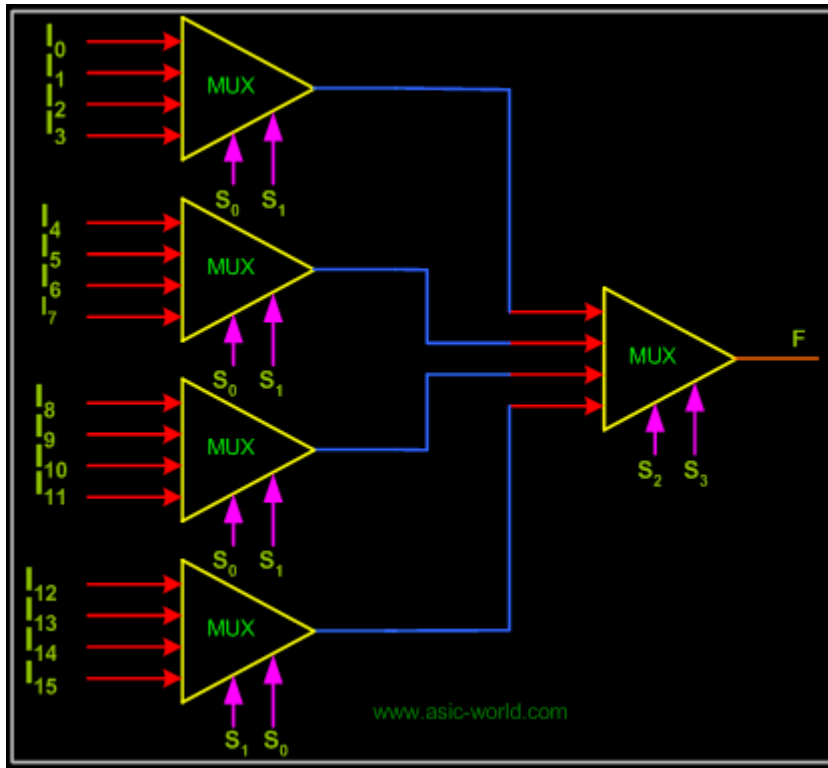 I0
I1
I2
I3
MUX
S0 S1
I4
I5
I6
I7
MUX
S0 S1
MUX
F
S2 S3
I8
I9
I10
I11
MUX
S0 S1
I12
I13
I14
I15
MUX
S1 S0
www.asic-world.com